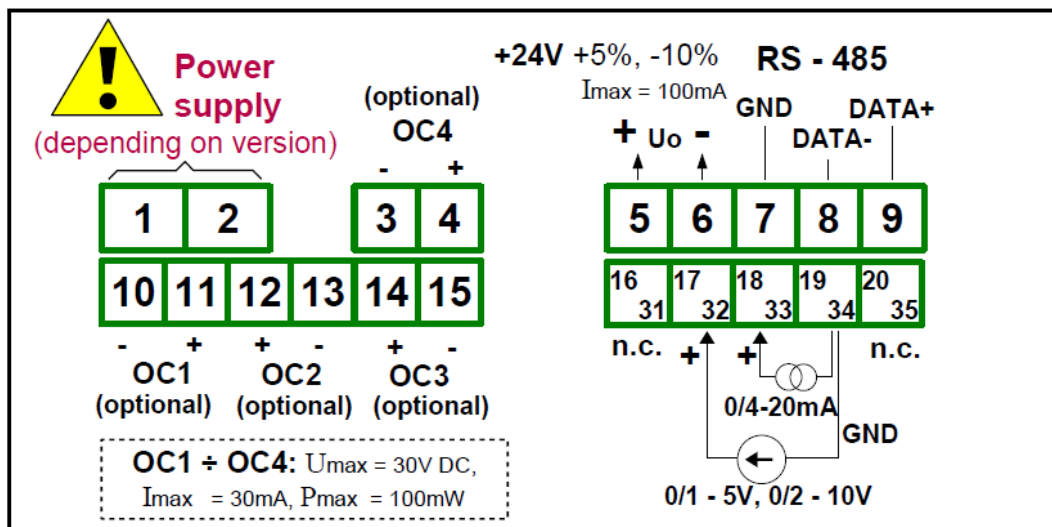 !
Power
supply
(depending on version)
(optional)
OC4
- +
+24V +5%, -10%
Imax = 100mA
+ Uo -
RS - 485
GND
DATA+
DATA-
1 2 3 4 5 6 7 8 9
10 11 12 13 14 15
16 17 18 19 20
31 32 33 34 35
- + + - + -
OC1 OC2 OC3
(optional) (optional) (optional)
n.c. + + n.c.
0/4-20mA
GND
0/1 - 5V, 0/2 - 10V
OC1 ÷ OC4: Umax = 30V DC,
Imax = 30mA, Pmax = 100mW